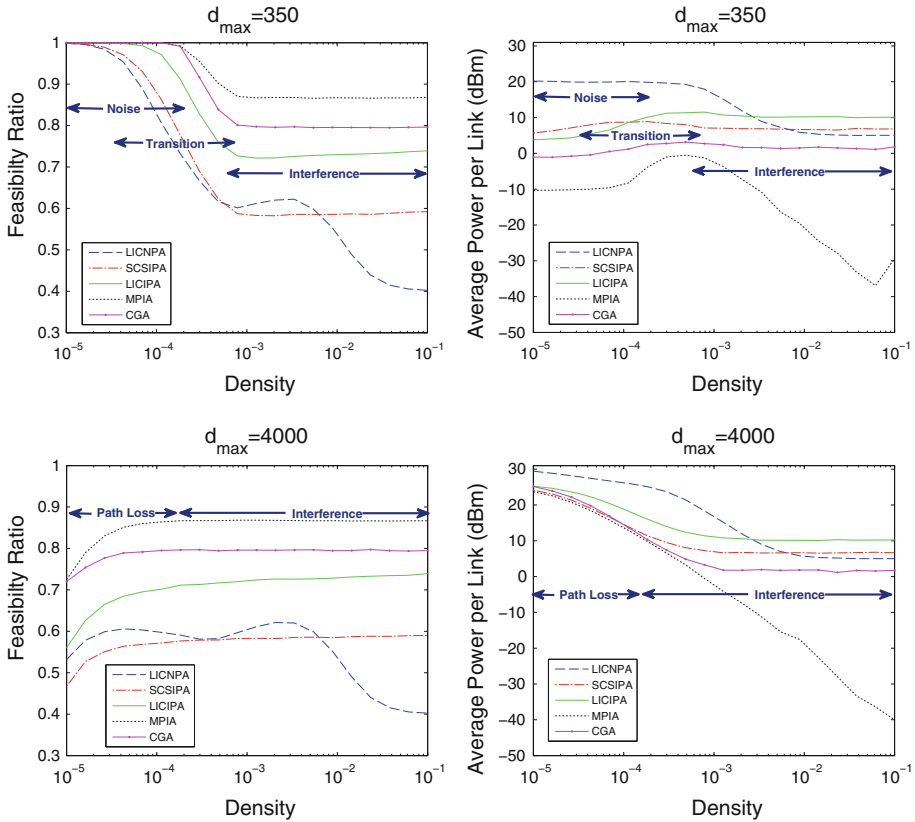 d_max=350
Feasibilty Ratio
1
0.9
0.8
0.7
0.6
0.5
0.4
0.3
Noise
Transition
Interference
LICNPA
SCSIPA
LICIPA
MPIA
CGA
10^-5
10^-4
10^-3
10^-2
10^-1
Density
d_max=350
Average Power per Link (dBm)
30
20
10
0
-10
-20
-30
-40
-50
Noise
Transition
Interference
LICNPA
SCSIPA
LICIPA
MPIA
CGA
10^-5
10^-4
10^-3
10^-2
10^-1
Density
d_max=4000
Feasibilty Ratio
1
0.9
0.8
0.7
0.6
0.5
0.4
0.3
Path Loss
Interference
LICNPA
SCSIPA
LICIPA
MPIA
CGA
10^-5
10^-4
10^-3
10^-2
10^-1
Density
d_max=4000
Average Power per Link (dBm)
30
20
10
0
-10
-20
-30
-40
-50
Path Loss
Interference
LICNPA
SCSIPA
LICIPA
MPIA
CGA
10^-5
10^-4
10^-3
10^-2
10^-1
Density